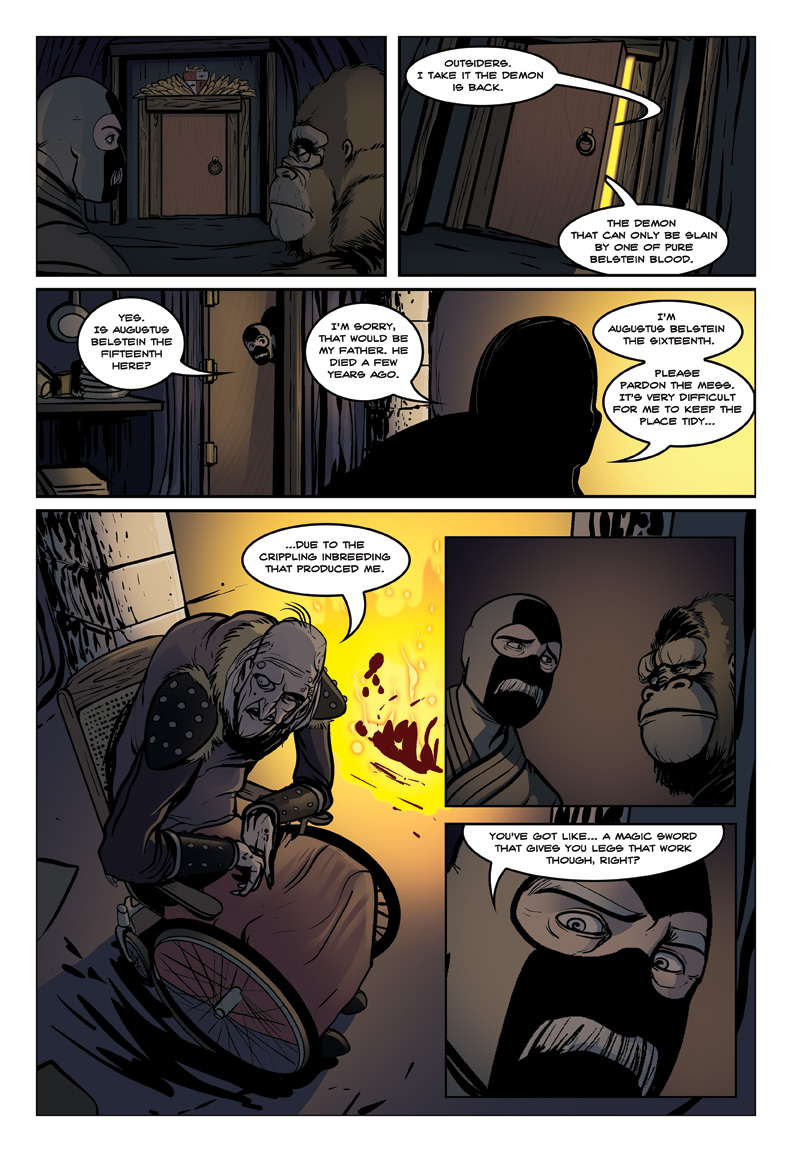 OUTSIDERS.
I TAKE IT THE DEMON
IS BACK.
THE DEMON
THAT CAN ONLY BE SLAIN
BY ONE OF PURE
BELSTEIN BLOOD.
YES.
IS AUGUSTUS
BELSTEIN THE
FIFTEENTH
HERE?
I'M SORRY,
THAT WOULD BE
MY FATHER. HE
DIED A FEW
YEARS AGO.
I'M
AUGUSTUS BELSTEIN
THE SIXTEENTH.
PLEASE
PARDON THE MESS.
IT'S VERY DIFFICULT
FOR ME TO KEEP THE
PLACE TIDY...
...DUE TO THE
CRIPPLING INBREEDING
THAT PRODUCED ME.
YOU'VE GOT LIKE... A MAGIC SWORD
THAT GIVES YOU LEGS THAT WORK
THOUGH, RIGHT?